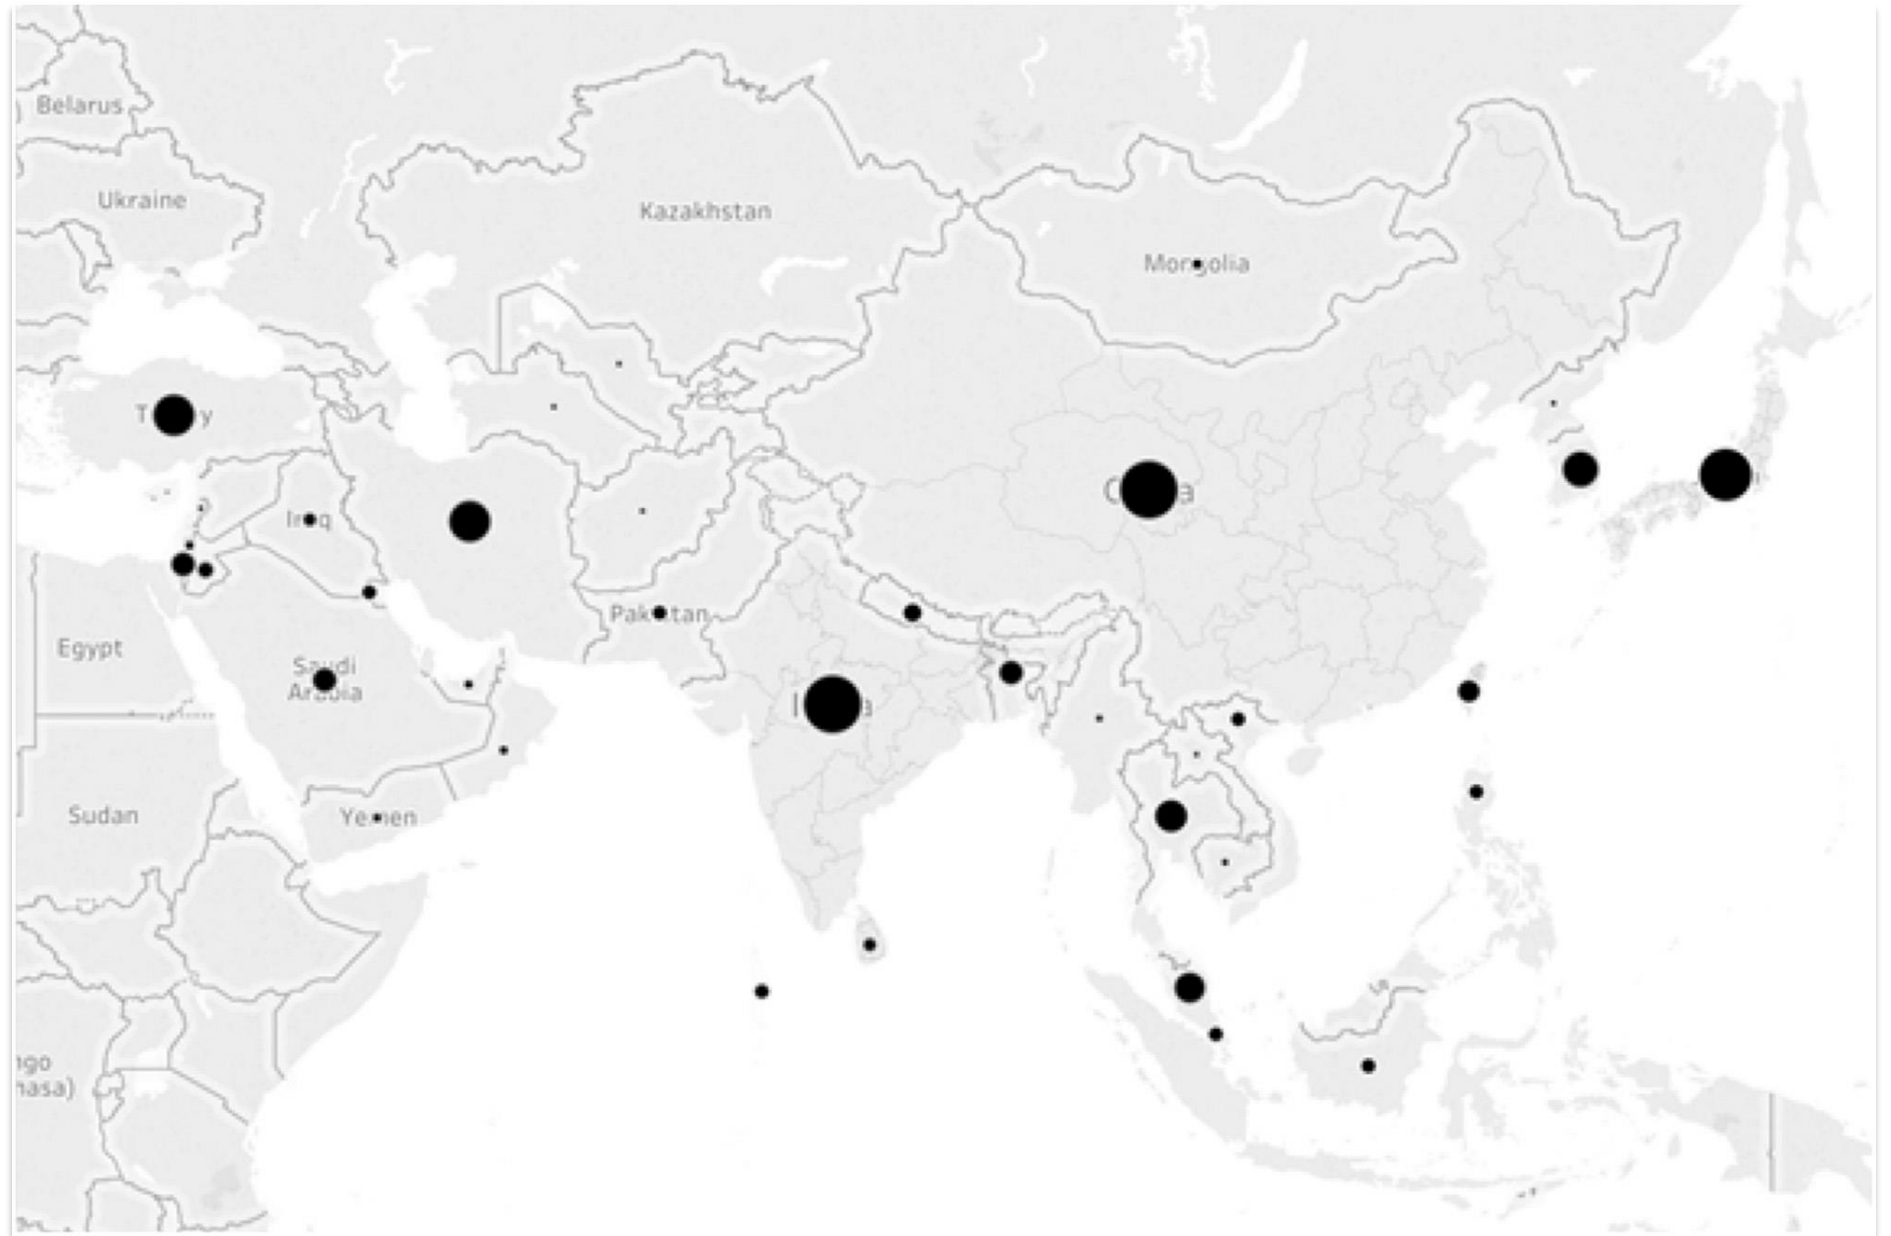 Belarus
Ukraine
Kazakhstan
Pakistan
Egypt
Saudi
Arabia
Sudan
Yemen
Mongolia
Iraq